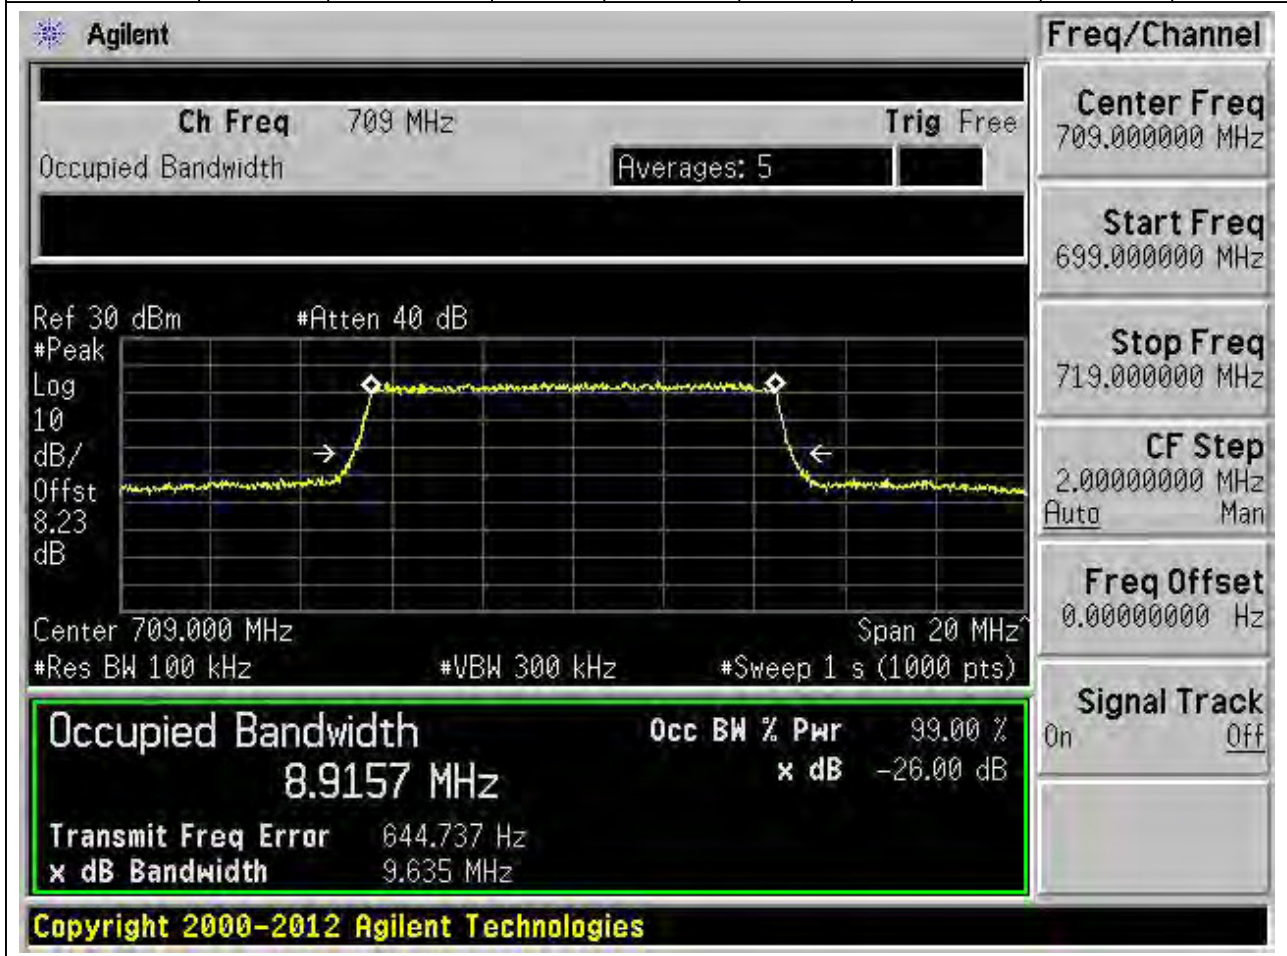 Agilent
Freq/Channel
Ch Freq 709 MHz Trig Free
Occupied Bandwidth Averages: 5
Center Freq
709.000000 MHz
Start Freq
699.000000 MHz
Stop Freq
719.000000 MHz
CF Step
2.00000000 MHz
Auto Man
Freq Offset
0.00000000 Hz
Signal Track
On Off
Ref 30 dBm #Atten 40 dB
#Peak
Log
10
dB/
Offst
8.23
dB
Center 709.000 MHz Span 20 MHz^
#Res BW 100 kHz #VBW 300 kHz #Sweep 1 s (1000 pts)
Occupied Bandwidth Occ BW % Pwr 99.00 %
8.9157 MHz x dB -26.00 dB
Transmit Freq Error 644.737 Hz
x dB Bandwidth 9.635 MHz
Copyright 2000-2012 Agilent Technologies